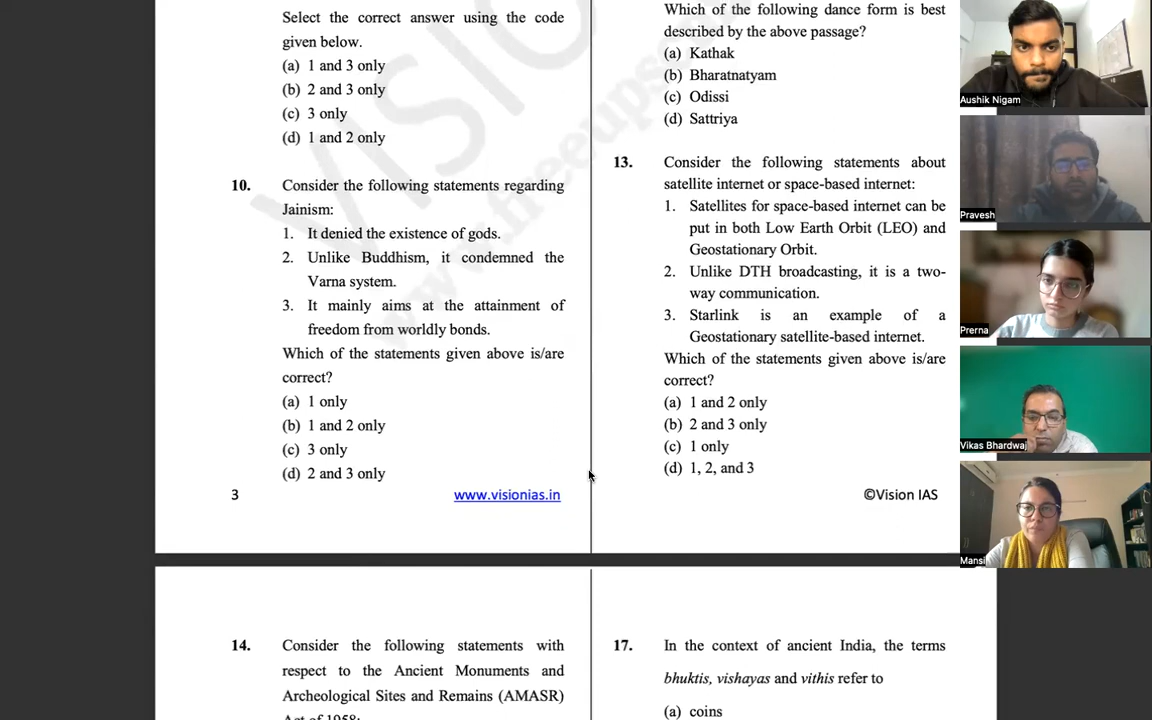 Select the correct answer using the code
given below.
(a) 1 and 3 only
(b) 2 and 3 only
(c) 3 only
(d) 1 and 2 only
10. Consider the following statements regarding
Jainism:
1. It denied the existence of gods.
2. Unlike Buddhism, it condemned the
Varna system.
3. It mainly aims at the attainment of
freedom from worldly bonds.
Which of the statements given above is/are
correct?
(a) 1 only
(b) 1 and 2 only
(c) 3 only
(d) 2 and 3 only
3
www.visionias.in
Which of the following dance form is best
described by the above passage?
(a) Kathak
(b) Bharatnatyam
(c) Odissi
(d) Sattriya
13. Consider the following statements about
satellite internet or space-based internet:
1. Satellites for space-based internet can be
put in both Low Earth Orbit (LEO) and
Geostationary Orbit.
2. Unlike DTH broadcasting, it is a two-
way communication.
3. Starlink is an example of a
Geostationary satellite-based internet.
Which of the statements given above is/are
correct?
(a) 1 and 2 only
(b) 2 and 3 only
(c) 1 only
(d) 1, 2, and 3
©Vision IAS
14. Consider the following statements with
respect to the Ancient Monuments and
Archeological Sites and Remains (AMASR)
Act of 1958:
17. In the context of ancient India, the terms
bhuktis, vishayas and vithis refer to
(a) coins
Aushik Nigam
Pravesh
Prerna
Vikas Bhardwaj
Mansi